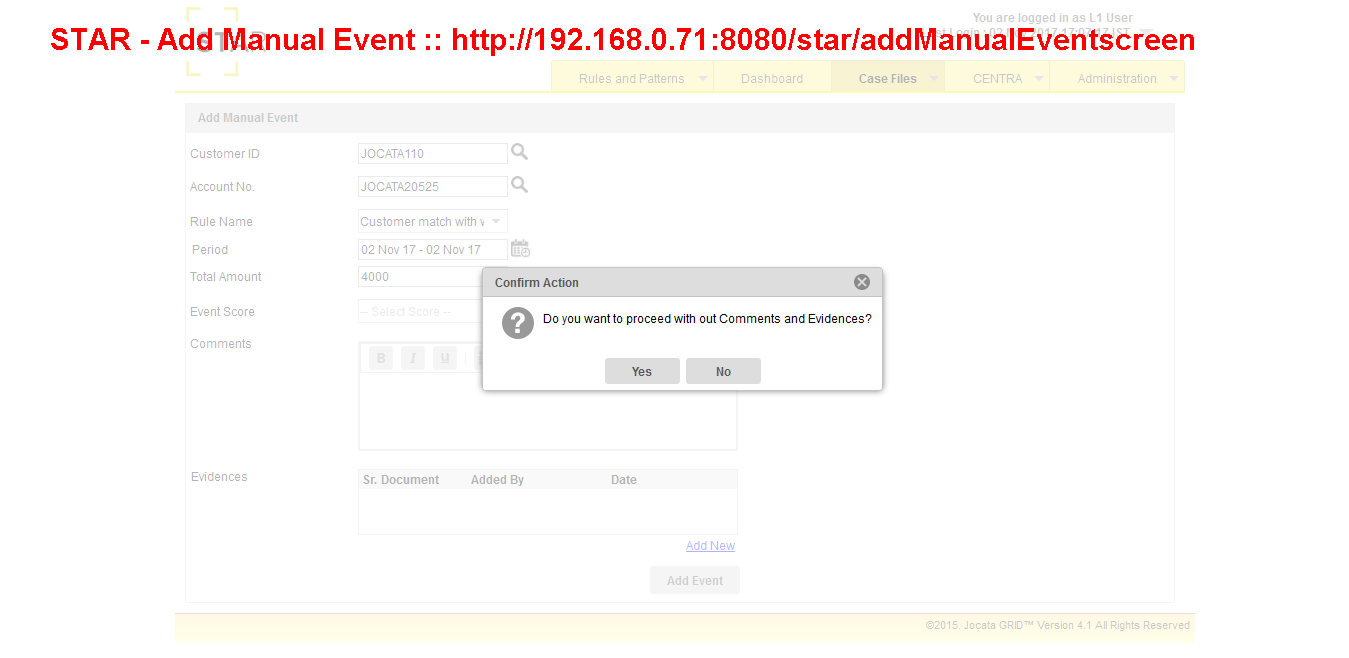 You are logged in as L1 User
STAR - Add Manual Event :: http://192.168.0.71:8080/star/addManualEventscreen
STAR
Rules and Patterns Dashboard Case Files CENTRA Administration
Add Manual Event
Customer ID JOCATA110
Account No. JOCATA20525
Rule Name Customer match with
Period 02 Nov 17 - 02 Nov 17
Total Amount 4000
Confirm Action
Event Score -- Select Score --
Do you want to proceed with out Comments and Evidences?
Comments
B I U
Yes No
Evidences
Sr. Document Added By Date
Add New
Add Event
©2015. Jocata GRID™ Version 4.1 All Rights Reserved